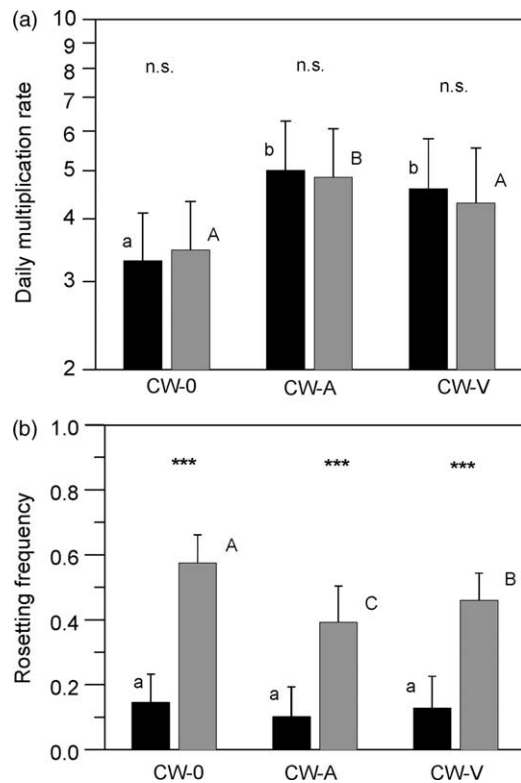 (a)
Daily multiplication rate
10
9
8
7
6
5
4
3
2
n.s. n.s. n.s.
a A b B b A
CW-0 CW-A CW-V
(b)
Rosetting frequency
1.0
0.8
0.6
0.4
0.2
0.0
*** *** ***
a A a C a B
CW-0 CW-A CW-V